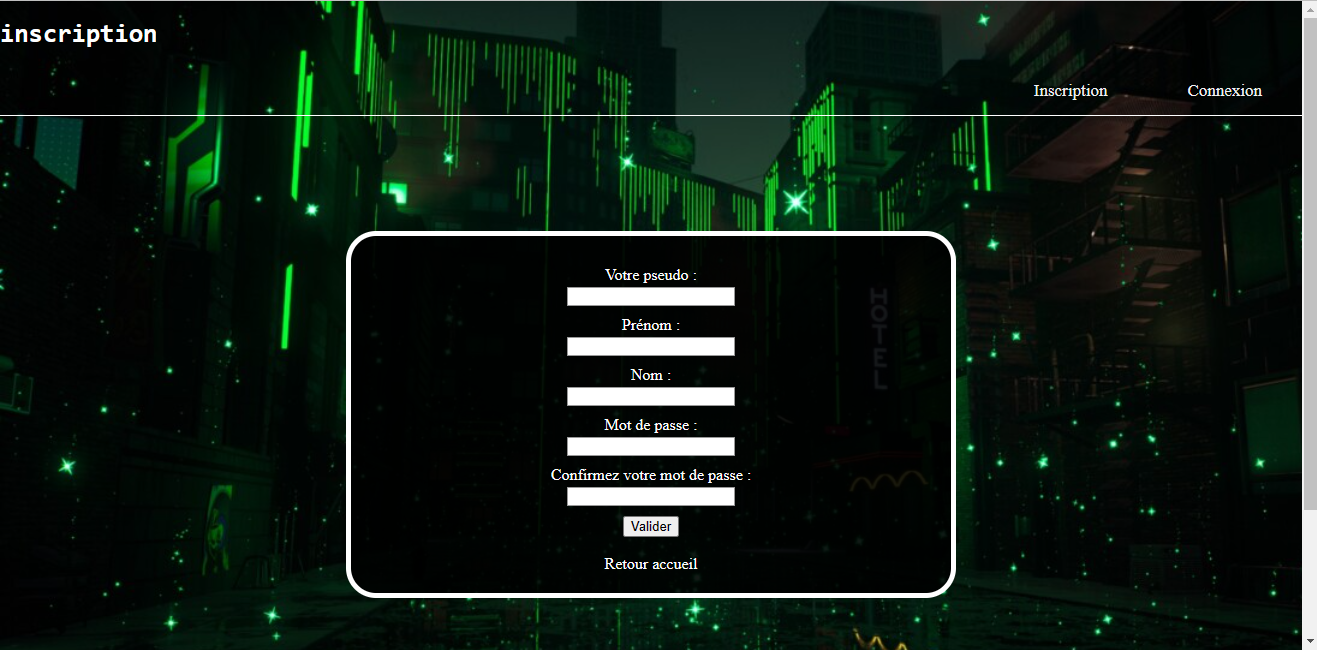 inscription
Inscription Connexion
Votre pseudo :
Prénom :
Nom :
Mot de passe :
Confirmez votre mot de passe :
Valider
Retour accueil
HOTEL